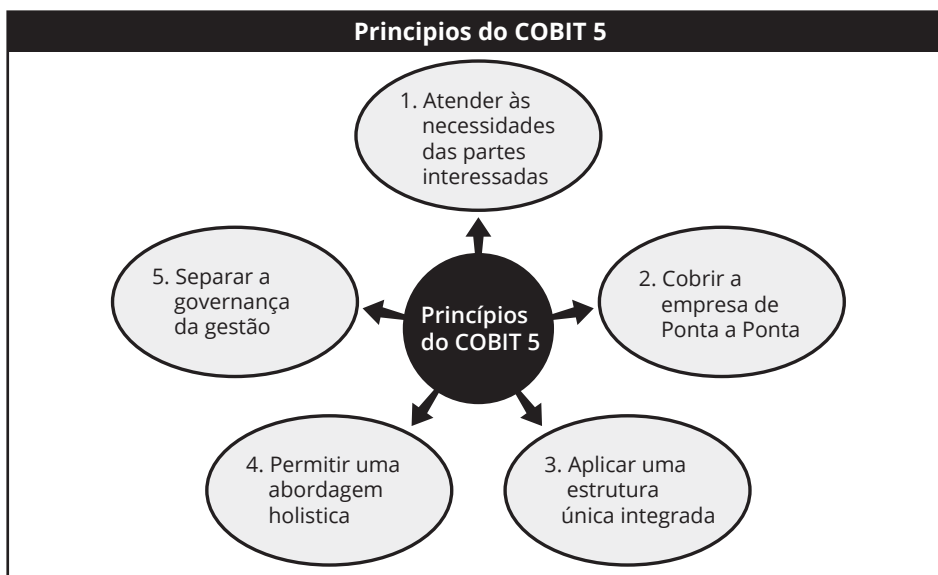 Principios do COBIT 5
1. Atender às
necessidades
das partes
interessadas
5. Separar a
governança
da gestão
Princípios
do COBIT 5
2. Cobrir a
empresa de
Ponta a Ponta
4. Permitir uma
abordagem
holistica
3. Aplicar uma
estrutura
única integrada